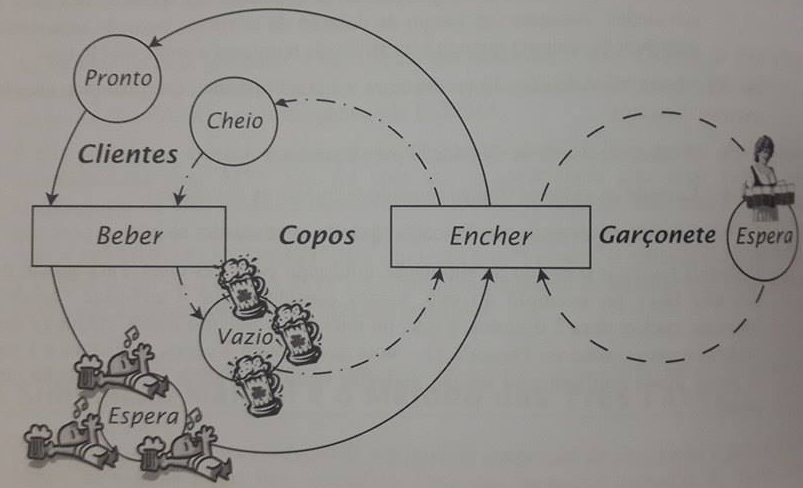 Pronto
Cheio
Clientes
Beber
Copos
Encher
Garçonete
Espera
Vazio
Espera